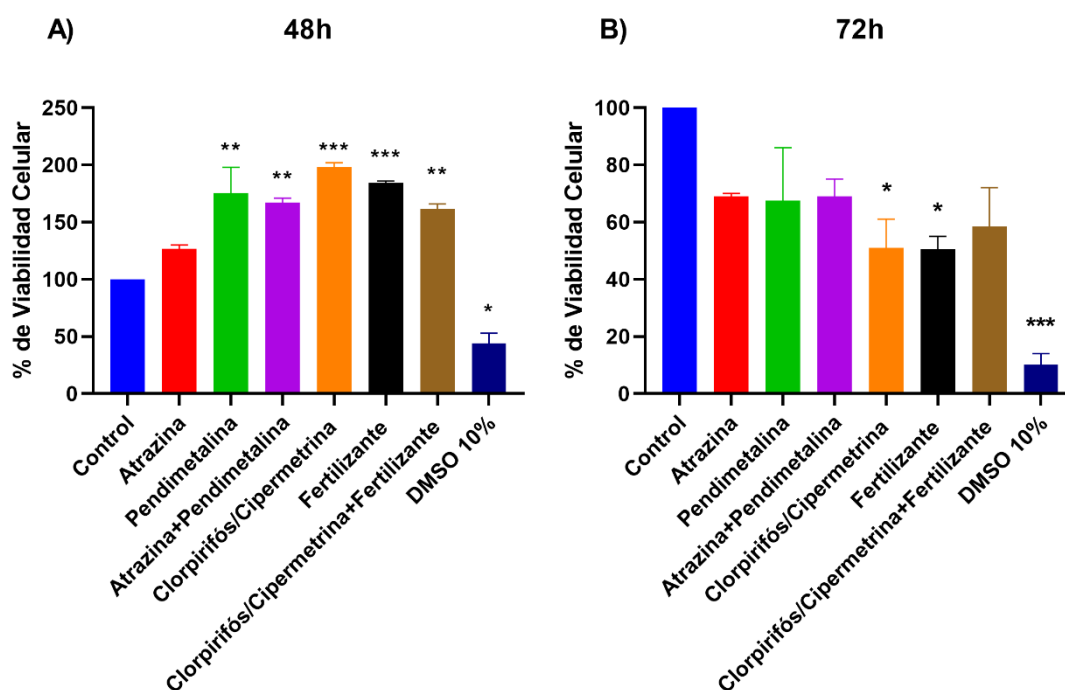 A)
48h
% de Viabilidad Celular
250
200
150
100
50
0
**
**
***
***
**
*
Control
Atrazina
Pendimetalina
Atrazina+Pendimetalina
Clorpirifós/Cipermetrina
Fertilizante
Clorpirifós/Cipermetrina+Fertilizante
DMSO 10%
B)
72h
% de Viabilidad Celular
100
80
60
40
20
0
*
*
***
Control
Atrazina
Pendimetalina
Atrazina+Pendimetalina
Clorpirifós/Cipermetrina
Fertilizante
Clorpirifós/Cipermetrina+Fertilizante
DMSO 10%